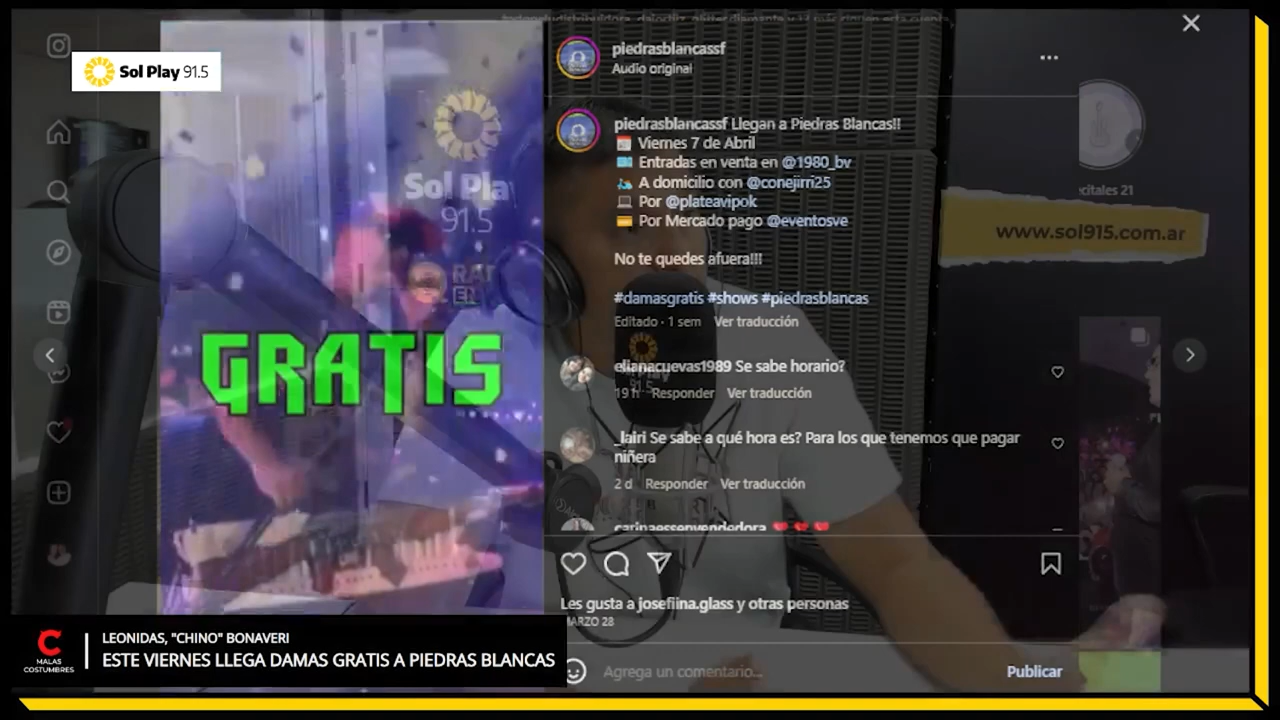 Sol Play 91.5
Sol Pla
91.5
GRATIS
piedrasblancassf
Audio original
piedrasblancassf Llegan a Piedras Blancas!!
Viernes 7 de Abril
Entradas en venta en @1980_bv
A domicilio con @conejirri25
Por @plateavipok
Por Mercado pago @eventosve
No te quedes afuera!!!
#damasgratis #shows #piedrasblancas
Editado · 1 sem Ver traducción
elianacuevas1989 Se sabe horario?
19 h Responder Ver traducción
_lairi Se sabe a qué hora es? Para los que tenemos que pagar
niñera
2 d Responder Ver traducción
carinaessenvendedora
Les gusta a josefiina.glass y otras personas
MARZO 28
Agrega un comentario...
Publicar
www.sol915.com.ar
MALAS
COSTUMBRES
LEONIDAS, "CHINO" BONAVERI
ESTE VIERNES LLEGA DAMAS GRATIS A PIEDRAS BLANCAS